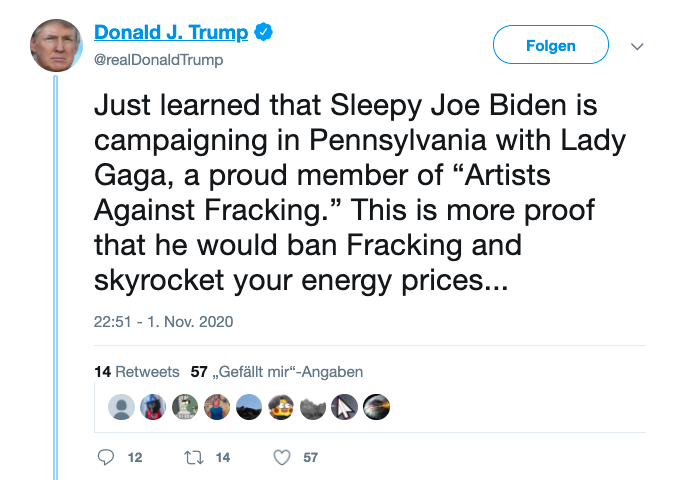 Donald J. Trump
Folgen
@realDonaldTrump
Just learned that Sleepy Joe Biden is
campaigning in Pennsylvania with Lady
Gaga, a proud member of “Artists
Against Fracking.” This is more proof
that he would ban Fracking and
skyrocket your energy prices...
22:51 - 1. Nov. 2020
14 Retweets 57 „Gefällt mir“-Angaben
12 14 57